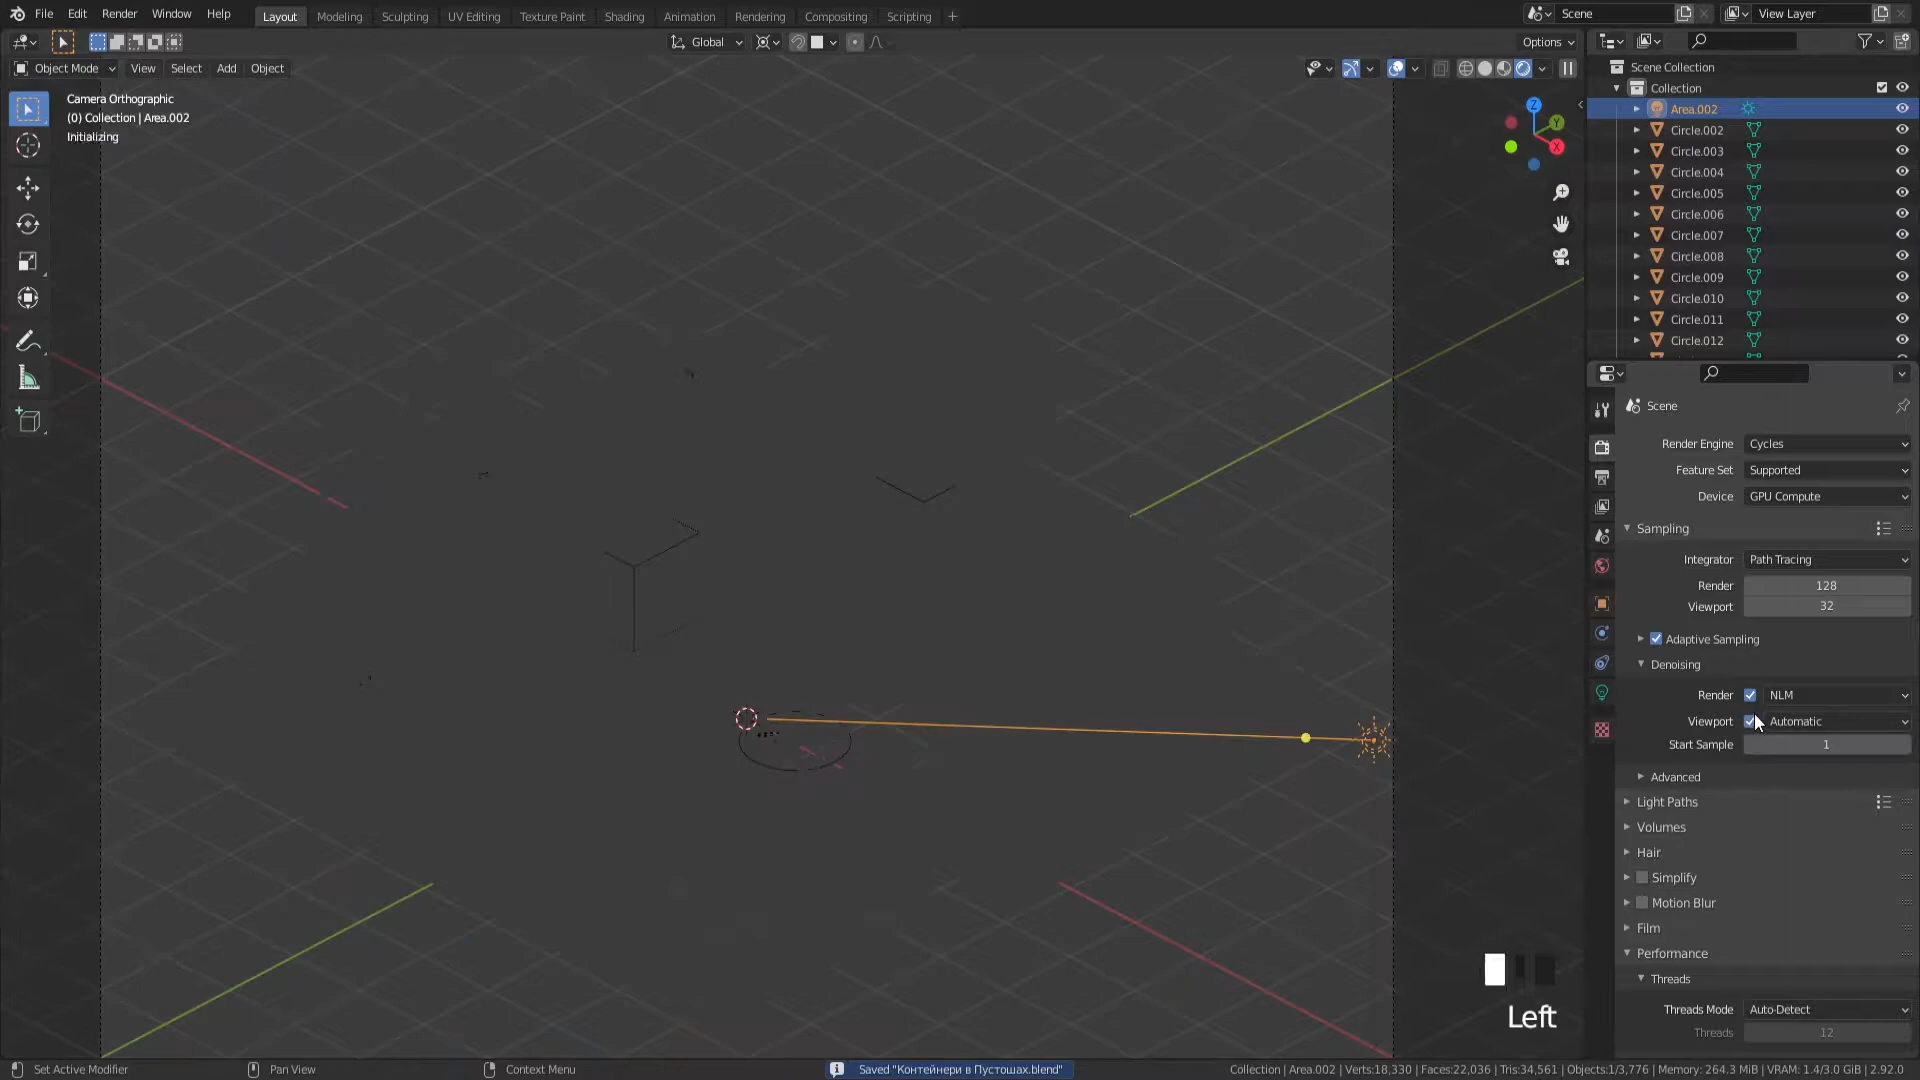 File Edit Render Window Help Layout Modeling Sculpting UV Editing Texture Paint Shading Animation Rendering Compositing Scripting + Scene View Layer
Global Options
Object Mode View Select Add Object
Scene Collection
Collection
Camera Orthographic
(0) Collection | Area.002
Initializing
Z
Y
X
Area.002
Circle.002
Circle.003
Circle.004
Circle.005
Circle.006
Circle.007
Circle.008
Circle.009
Circle.010
Circle.011
Circle.012
Scene
Render Engine Cycles
Feature Set Supported
Device GPU Compute
Sampling
Integrator Path Tracing
Render 128
Viewport 32
Adaptive Sampling
Denoising
Render NLM
Viewport Automatic
Start Sample 1
Advanced
Light Paths
Volumes
Hair
Simplify
Motion Blur
Film
Performance
Threads
Threads Mode Auto-Detect
Threads 12
Left
Set Active Modifier Pan View Context Menu Saved "Контейнери в Пустошах.blend" Collection | Area.002 | Verts:18,330 | Faces:22,036 | Tris:34,561 | Objects:1/3,776 | Memory: 264.3 MiB | VRAM: 1.4/3.0 GiB | 2.92.0